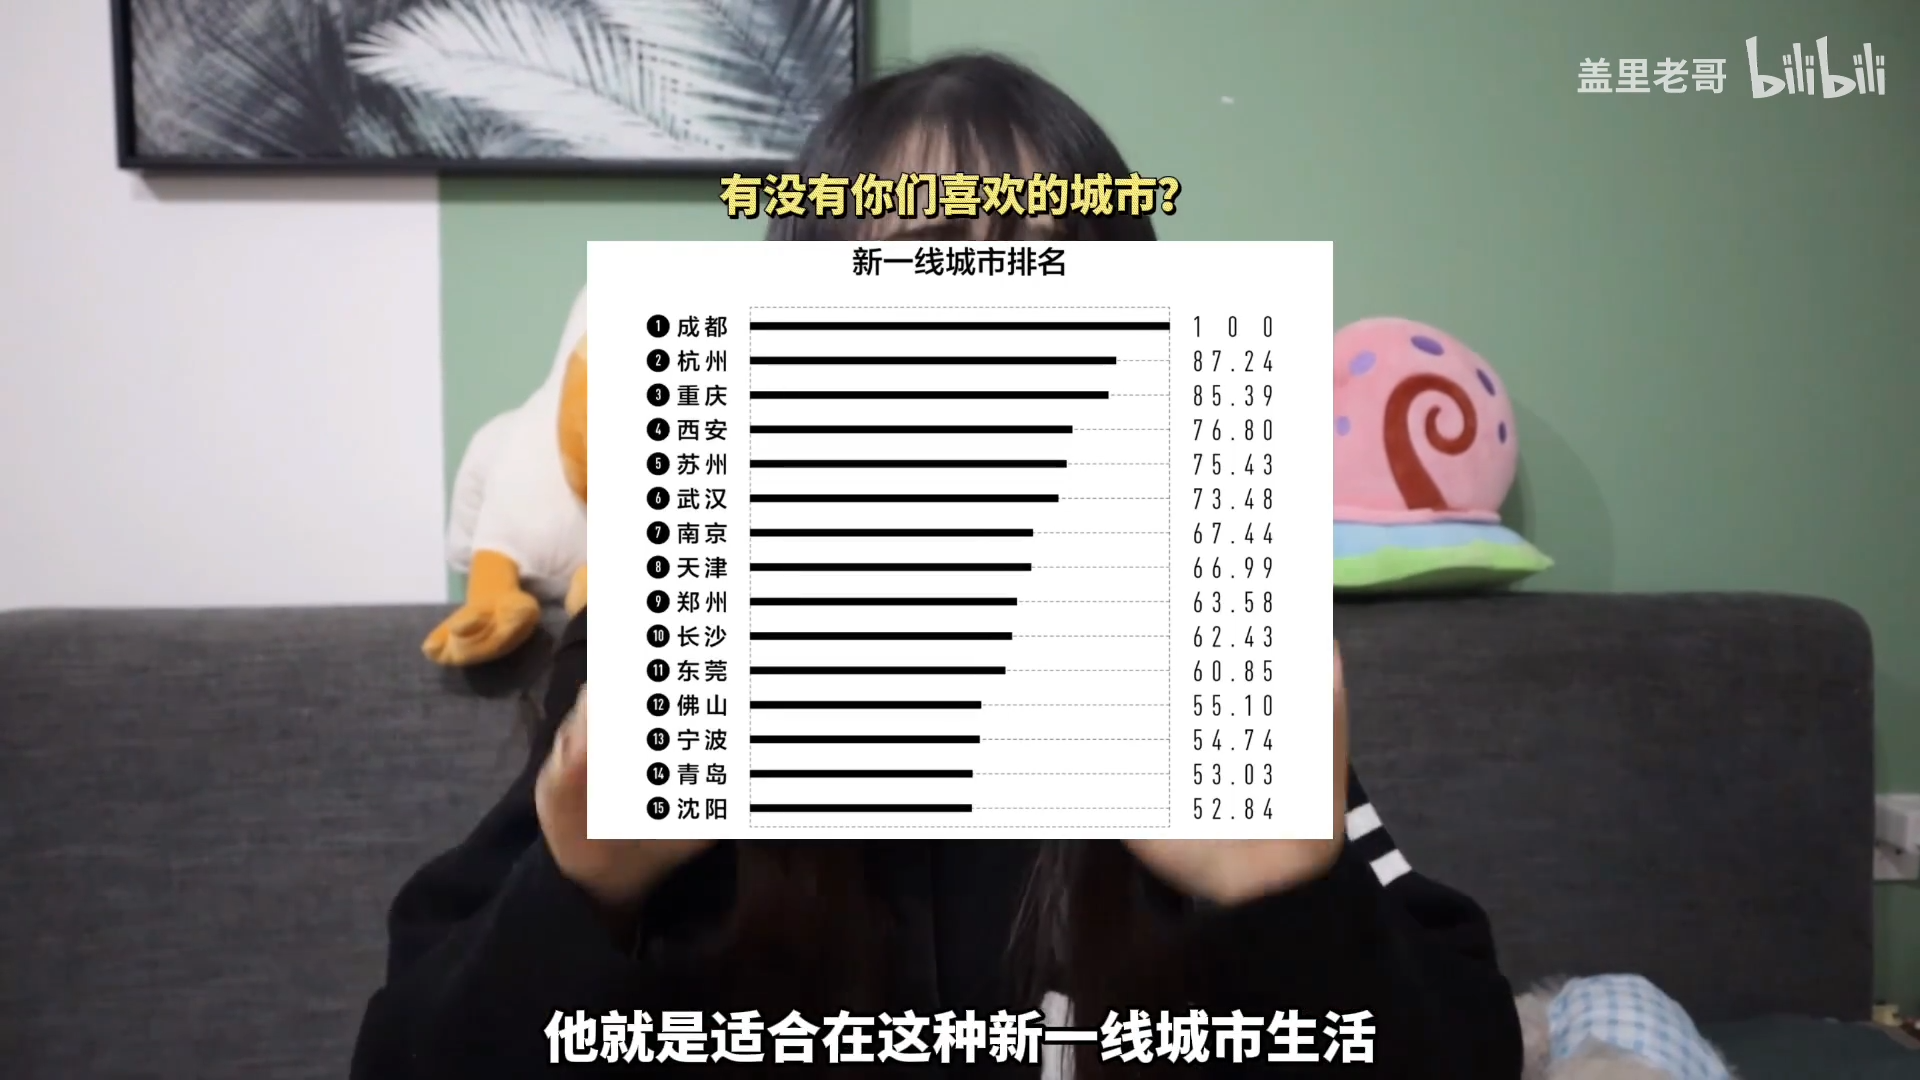 盖里老哥 bilibili
有没有你们喜欢的城市?
新一线城市排名
1 成都 100
2 杭州 87.24
3 重庆 85.39
4 西安 76.80
5 苏州 75.43
6 武汉 73.48
7 南京 67.44
8 天津 66.99
9 郑州 63.58
10 长沙 62.43
11 东莞 60.85
12 佛山 55.10
13 宁波 54.74
14 青岛 53.03
15 沈阳 52.84
他就是适合在这种新一线城市生活